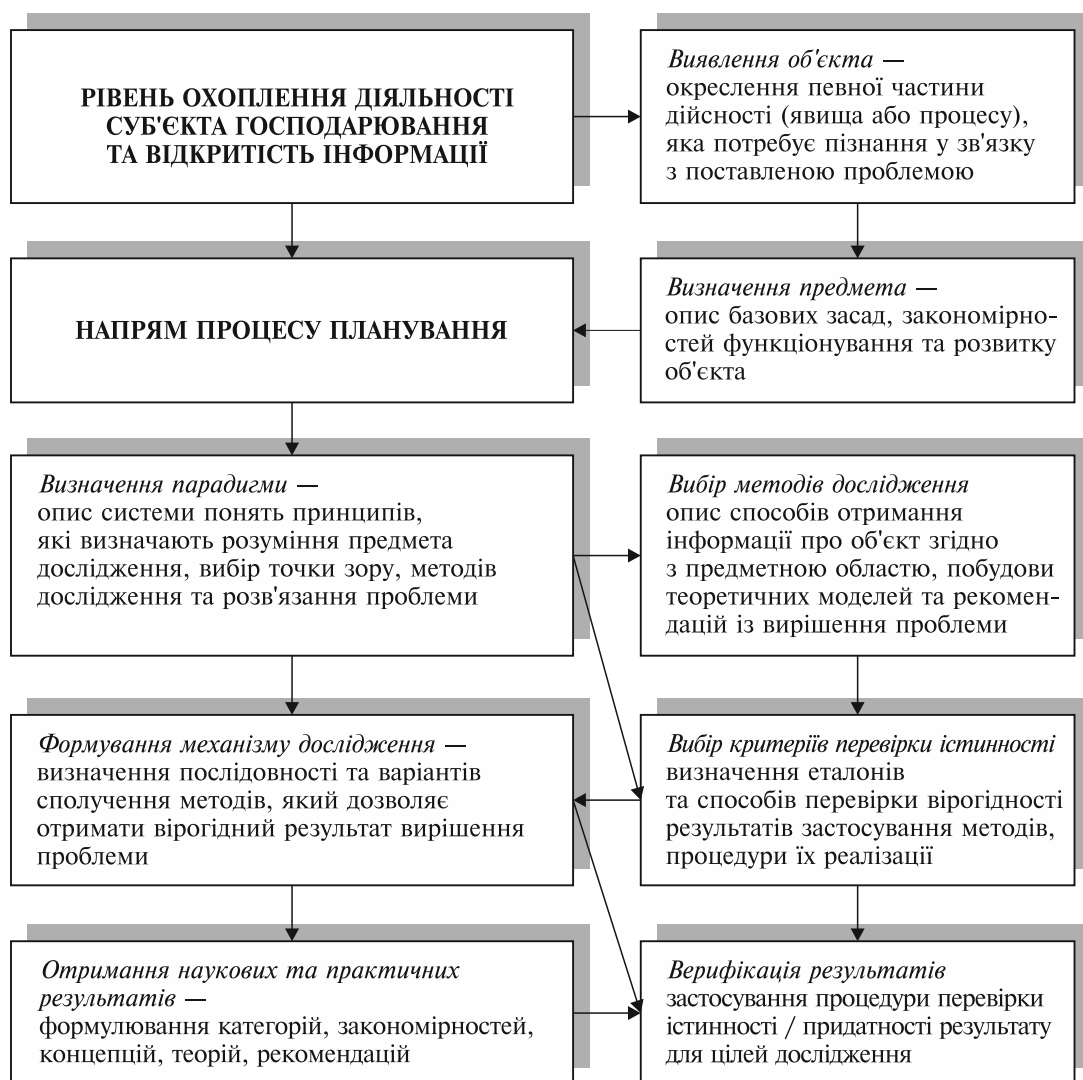 РІВЕНЬ ОХОПЛЕННЯ ДІЯЛЬНОСТІ
СУБ'ЄКТА ГОСПОДАРЮВАННЯ
ТА ВІДКРИТІСТЬ ІНФОРМАЦІЇ
Виявлення об'єкта —
окреслення певної частини
дійсності (явища або процесу),
яка потребує пізнання у зв'язку
з поставленою проблемою
НАПРЯМ ПРОЦЕСУ ПЛАНУВАННЯ
Визначення предмета —
опис базових засад, закономірно-
стей функціонування та розвитку
об'єкта
Визначення парадигми —
опис системи понять принципів,
які визначають розуміння предмета
дослідження, вибір точки зору, методів
дослідження та розв'язання проблеми
Вибір методів дослідження
опис способів отримання
інформації про об'єкт згідно
з предметною областю, побудови
теоретичних моделей та рекомен-
дацій із вирішення проблеми
Формування механізму дослідження —
визначення послідовності та варіантів
сполучення методів, який дозволяє
отримати вірогідний результат вирішення
проблеми
Вибір критеріїв перевірки істинності
визначення еталонів
та способів перевірки вірогідності
результатів застосування методів,
процедури їх реалізації
Отримання наукових та практичних
результатів —
формулювання категорій, закономірностей,
концепцій, теорій, рекомендацій
Верифікація результатів
застосування процедури перевірки
істинності / придатності результату
для цілей дослідження